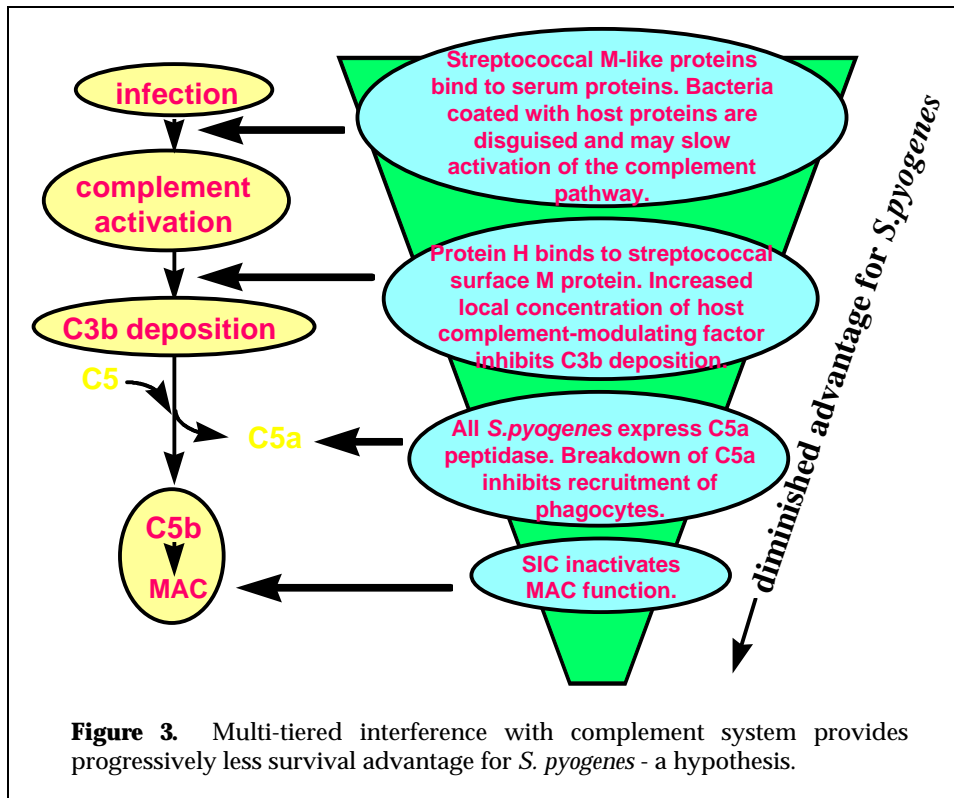 infection
complement
activation
C3b deposition
C5
C5a
C5b
MAC
Streptococcal M-like proteins
bind to serum proteins. Bacteria
coated with host proteins are
disguised and may slow
activation of the complement
pathway.
Protein H binds to streptococcal
surface M protein. Increased
local concentration of host
complement-modulating factor
inhibits C3b deposition.
All S.pyogenes express C5a
peptidase. Breakdown of C5a
inhibits recruitment of
phagocytes.
SIC inactivates
MAC function.
diminished advantage for S.pyogenes
Figure 3. Multi-tiered interference with complement system provides
progressively less survival advantage for S. pyogenes - a hypothesis.